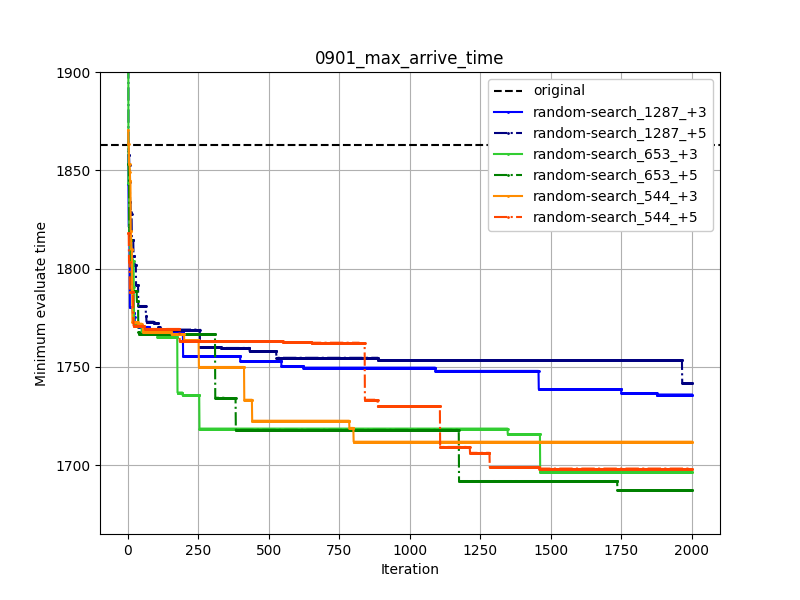 0901_max_arrive_time
original
random-search_1287_+3
random-search_1287_+5
random-search_653_+3
random-search_653_+5
random-search_544_+3
random-search_544_+5
Minimum evaluate time
1900
1850
1800
1750
1700
0 250 500 750 1000 1250 1500 1750 2000
Iteration